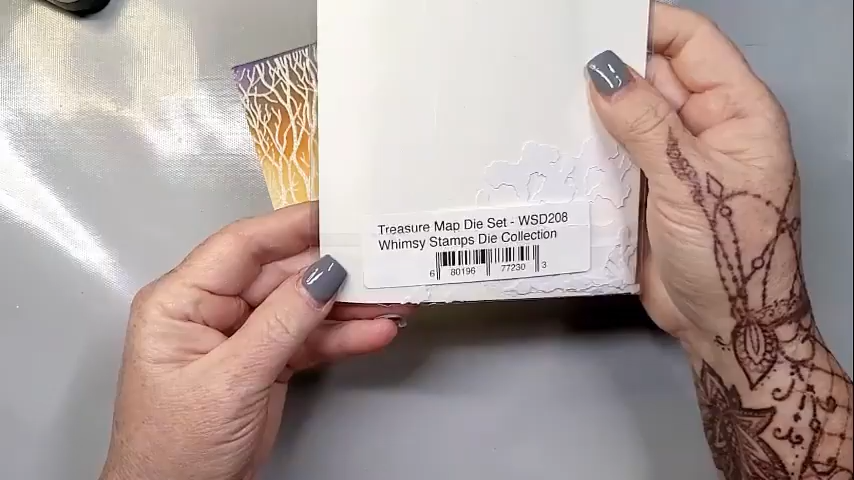 Treasure Map Die Set - WSD208
Whimsy Stamps Die Collection
6 80196 77230 3